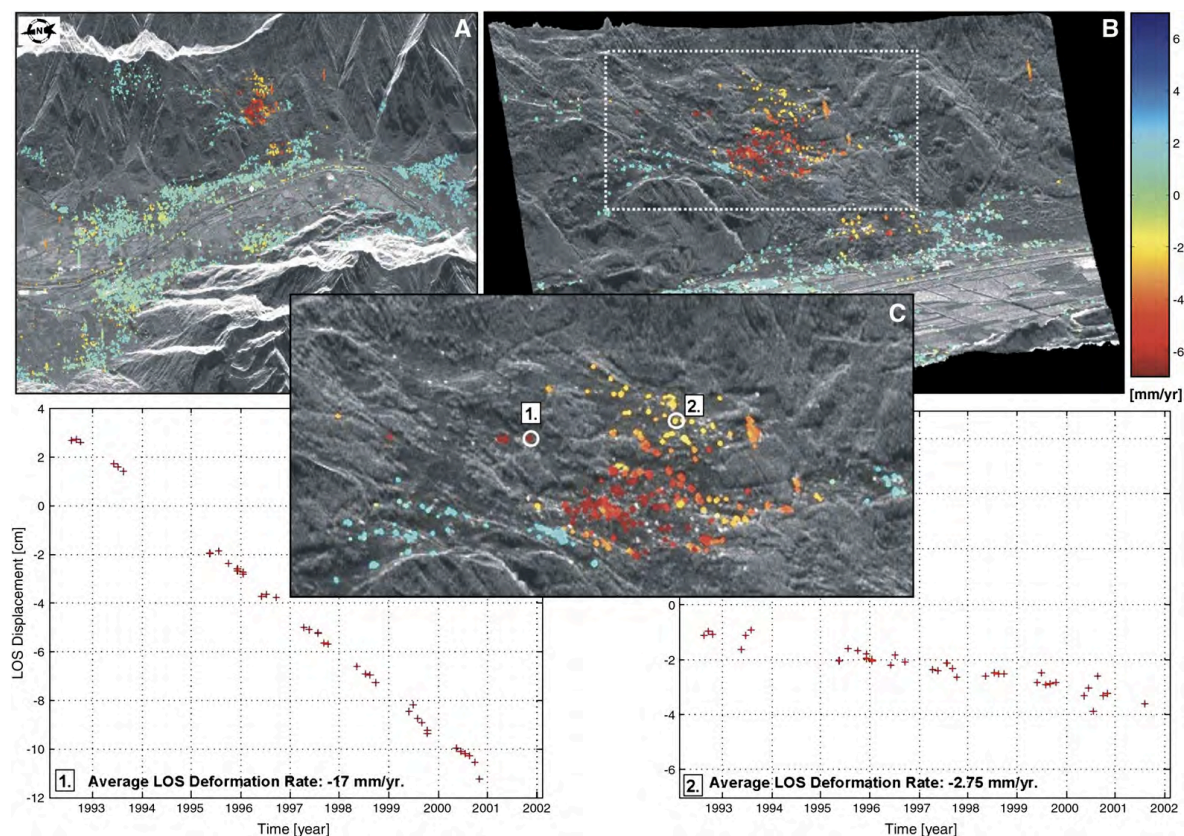 N
A
B
C
6
4
2
0
-2
-4
-6
[mm/yr]
1.
2.
LOS Displacement [cm]
4
2
0
-2
-4
-6
-8
-10
-12
1. Average LOS Deformation Rate: -17 mm/yr.
1993 1994 1995 1996 1997 1998 1999 2000 2001 2002
Time [year]
0
-2
-4
-6
2. Average LOS Deformation Rate: -2.75 mm/yr.
1993 1994 1995 1996 1997 1998 1999 2000 2001 2002
Time [year]